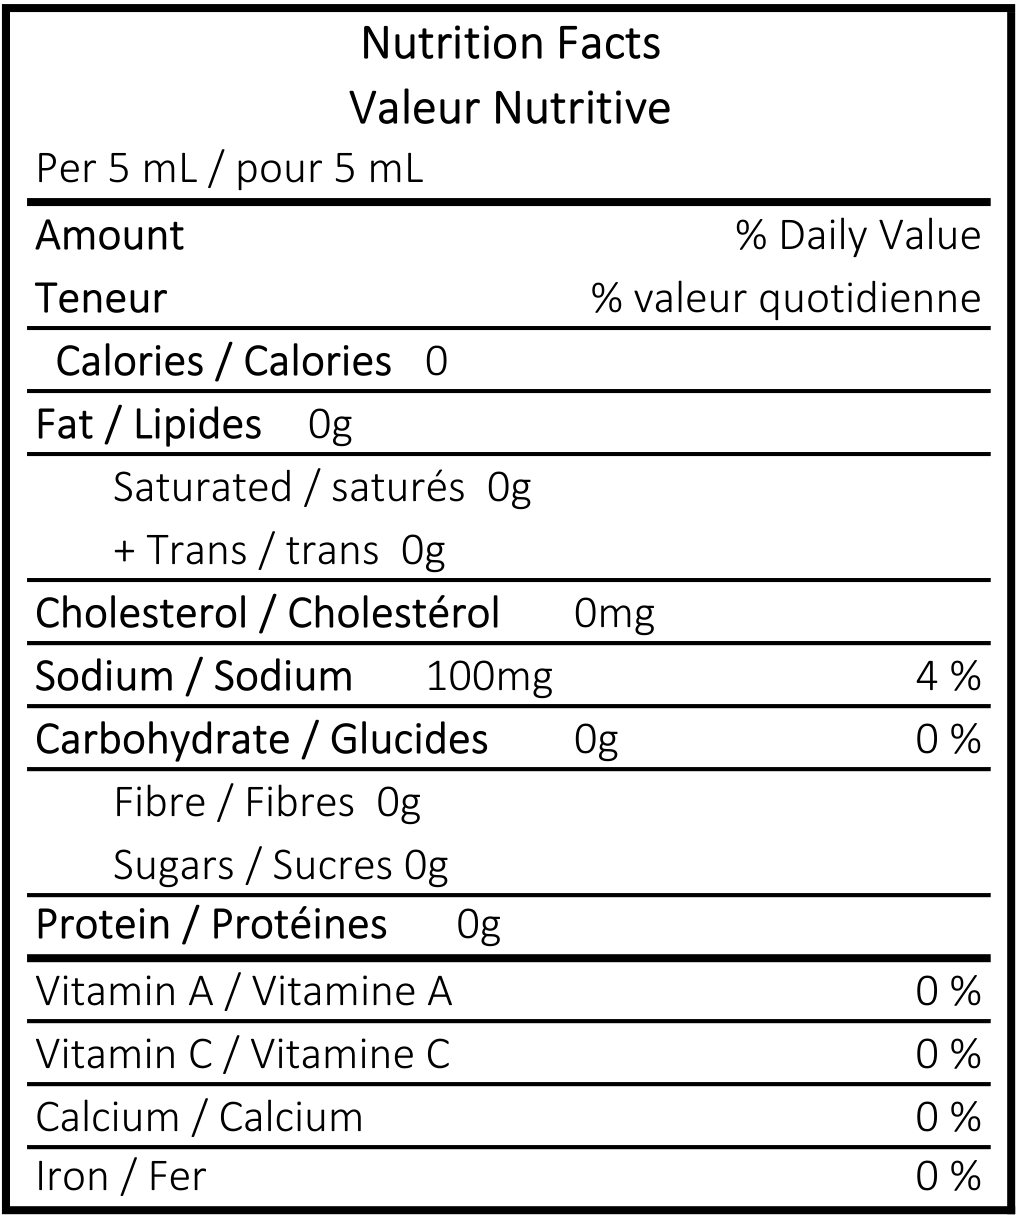 Nutrition Facts
Valeur Nutritive
Per 5 mL / pour 5 mL
Amount % Daily Value
Teneur % valeur quotidienne
Calories / Calories 0
Fat / Lipides 0g
Saturated / saturés 0g
+ Trans / trans 0g
Cholesterol / Cholestérol 0mg
Sodium / Sodium 100mg 4 %
Carbohydrate / Glucides 0g 0 %
Fibre / Fibres 0g
Sugars / Sucres 0g
Protein / Protéines 0g
Vitamin A / Vitamine A 0 %
Vitamin C / Vitamine C 0 %
Calcium / Calcium 0 %
Iron / Fer 0 %